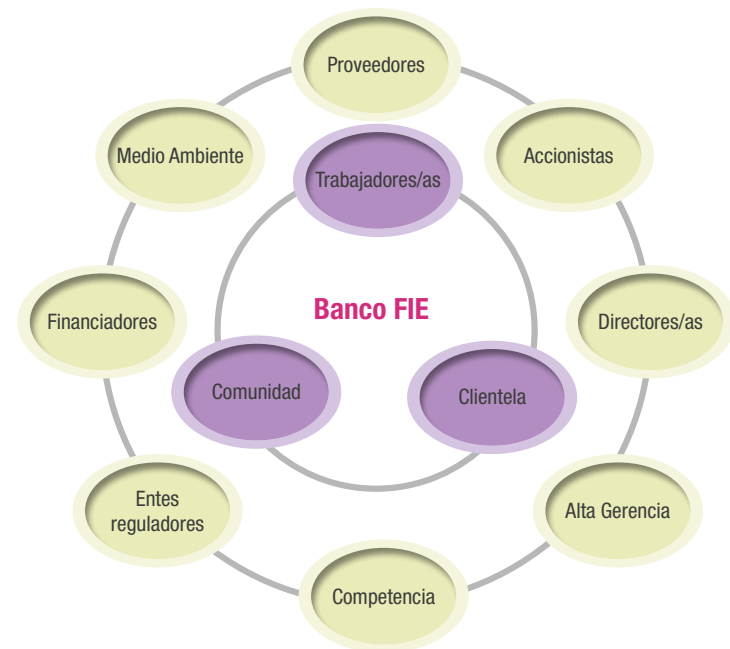 Proveedores
Medio Ambiente
Accionistas
Trabajadores/as
Banco FIE
Financiadores
Directores/as
Comunidad
Clientela
Entes
reguladores
Alta Gerencia
Competencia